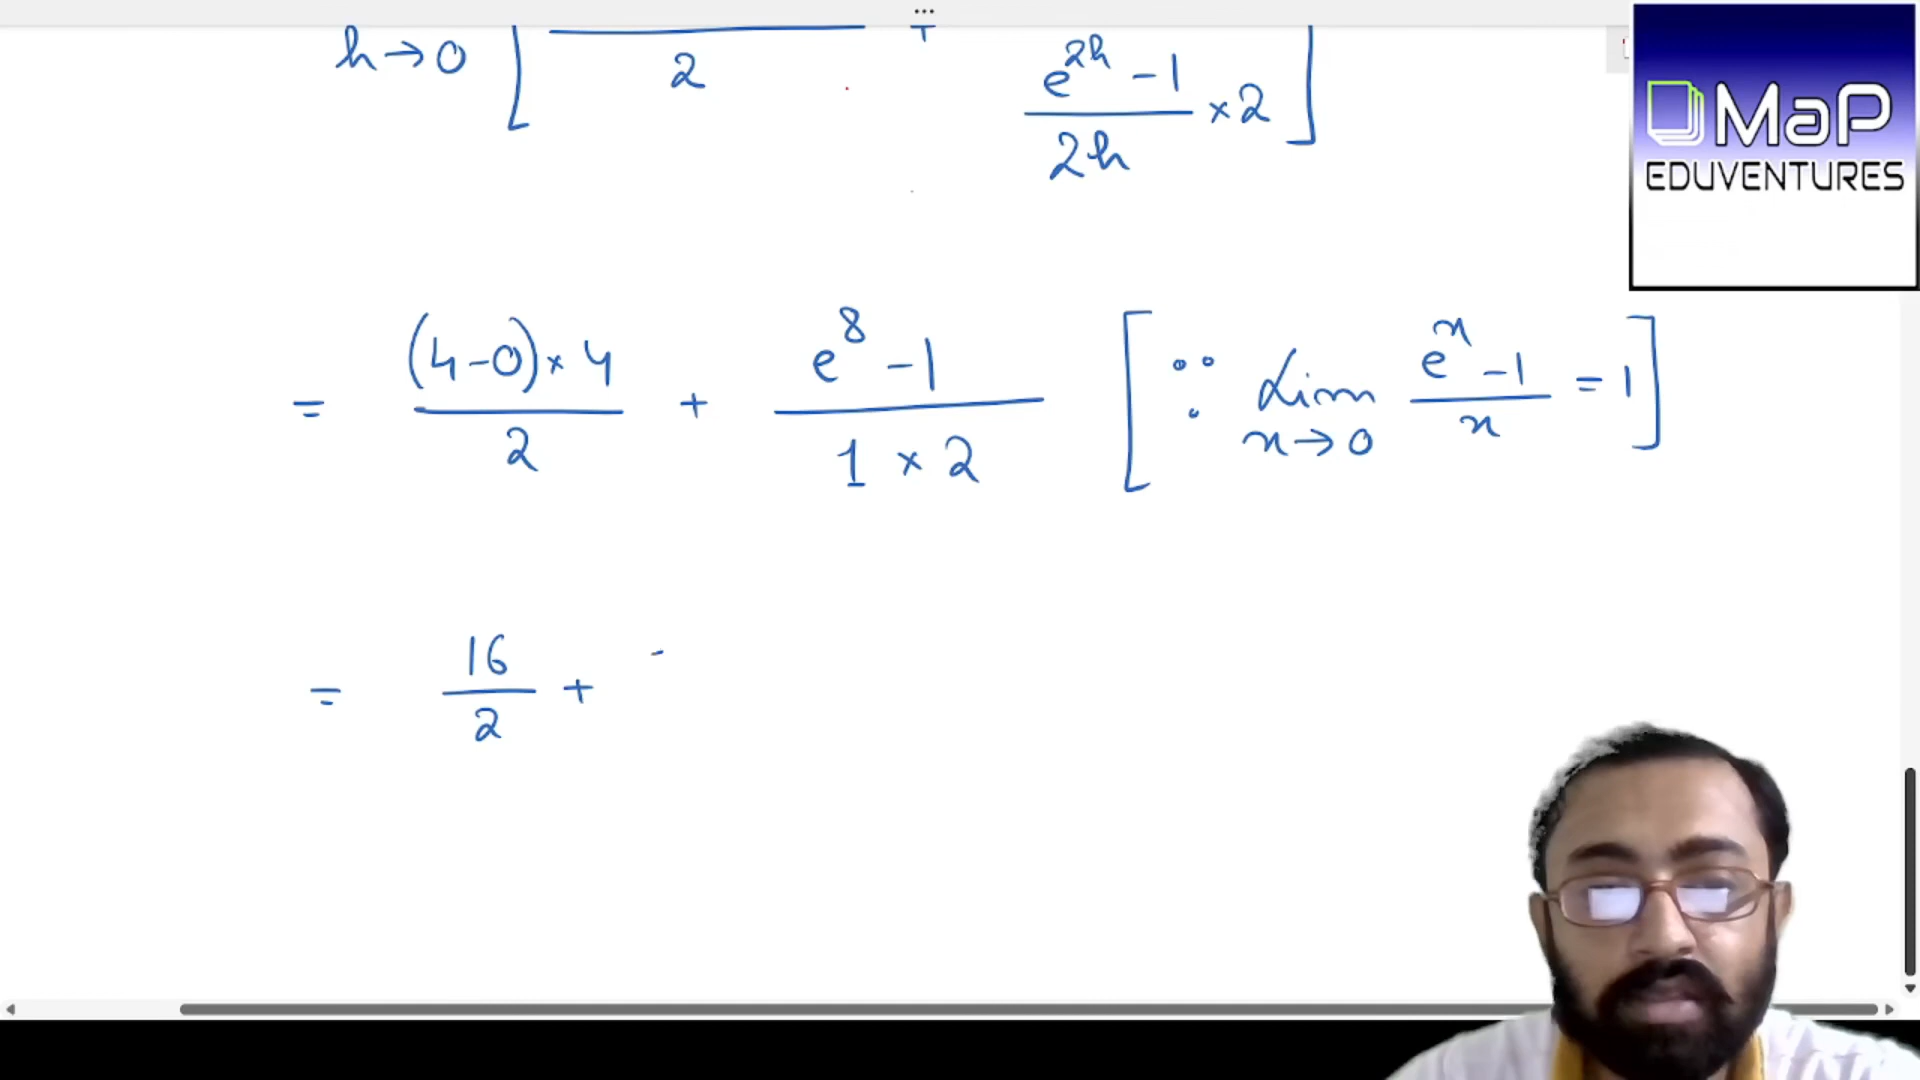 ...
h→0 [ ‾2 + (e^{2h} - 1)/(2h) × 2 ]
MaP
EDUVENTURES
= ((4-0) × 4)/2 + (e^8 - 1)/(1 × 2) [ ∵ Lim x→0 (e^x - 1)/x = 1 ]
= 16/2 + -